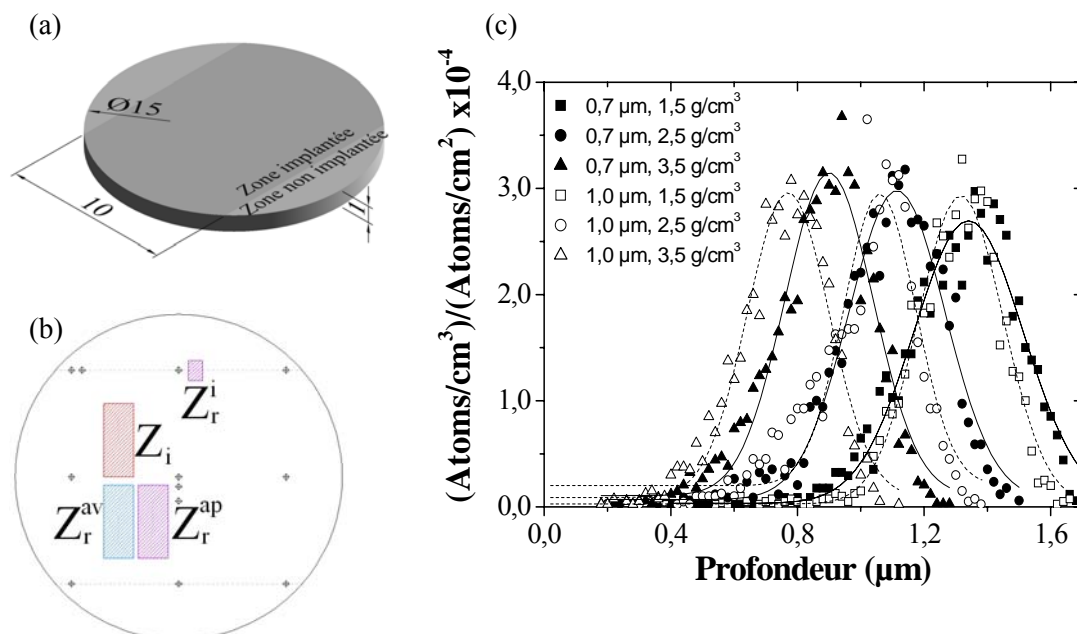 (a)
Ø15
Zone implantée
Zone non implantée
10
1
(b)
Z_r^i
Z_i
Z_r^av
Z_r^ap
(c)
(Atoms/cm³)/(Atoms/cm²) x10⁻⁴
4,0
3,0
2,0
1,0
0,0
0,7 µm, 1,5 g/cm³
0,7 µm, 2,5 g/cm³
0,7 µm, 3,5 g/cm³
1,0 µm, 1,5 g/cm³
1,0 µm, 2,5 g/cm³
1,0 µm, 3,5 g/cm³
0,0 0,4 0,8 1,2 1,6
Profondeur (µm)